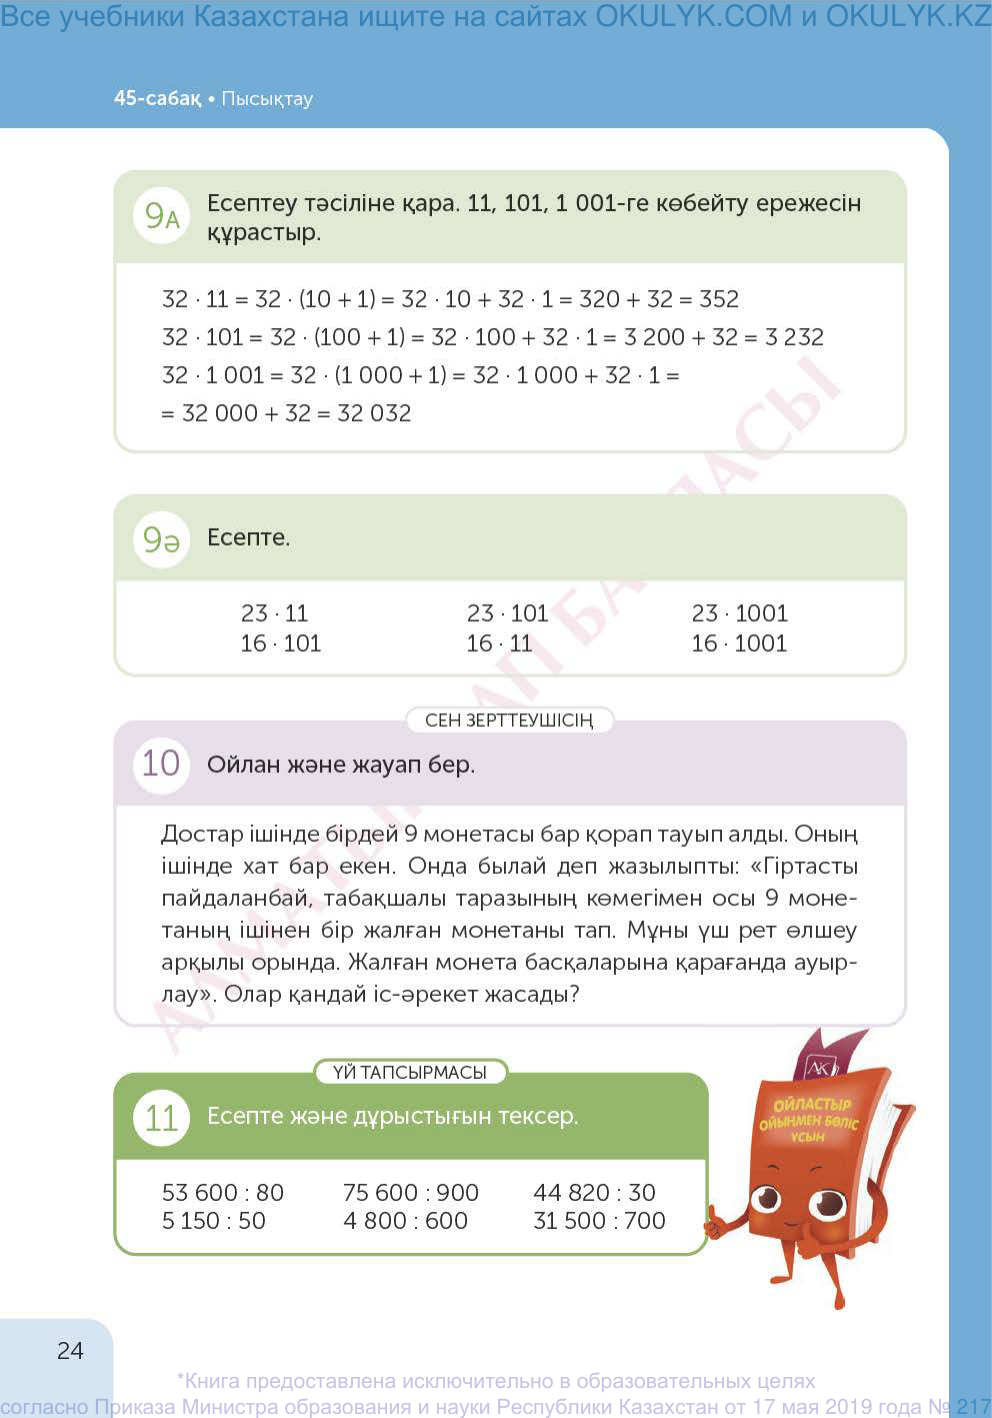 Все учебники Казахстана ищите на сайтах OKULYK.COM и OKULYK.KZ
45-сабақ • Пысықтау
9А Есептеу тәсіліне қара. 11, 101, 1 001-ге көбейту ережесін
құрастыр.
32 · 11 = 32 · (10 + 1) = 32 · 10 + 32 · 1 = 320 + 32 = 352
32 · 101 = 32 · (100 + 1) = 32 · 100 + 32 · 1 = 3 200 + 32 = 3 232
32 · 1 001 = 32 · (1 000 + 1) = 32 · 1 000 + 32 · 1 =
= 32 000 + 32 = 32 032
9ә Есепте.
23 · 11 23 · 101 23 · 1001
16 · 101 16 · 11 16 · 1001
СЕН ЗЕРТТЕУШІСІҢ
10 Ойлан және жауап бер.
Достар ішінде бірдей 9 монетасы бар қорап тауып алды. Оның
ішінде хат бар екен. Онда былай деп жазылыпты: «Гіртасты
пайдаланбай, табақшалы таразының көмегімен осы 9 моне-
таның ішінен бір жалған монетаны тап. Мұны үш рет өлшеу
арқылы орында. Жалған монета басқаларына қарағанда ауыр-
лау». Олар қандай іс-әрекет жасады?
ҮЙ ТАПСЫРМАСЫ
11 Есепте және дұрыстығын тексер.
53 600 : 80 75 600 : 900 44 820 : 30
5 150 : 50 4 800 : 600 31 500 : 700
АК
ОЙЛАСТЫР
ОЙЫҢМЕН БӨЛІС
ҰСЫН
24
*Книга предоставлена исключительно в образовательных целях
согласно Приказа Министра образования и науки Республики Казахстан от 17 мая 2019 года № 217